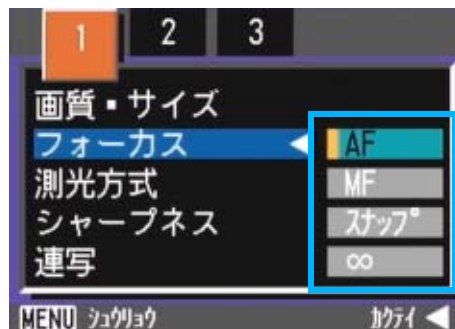 1 2 3
画質・サイズ
フォーカス ◀ AF
測光方式 MF
シャープネス スナップ
連写 ∞
MENU シュウリョウ カクテイ ◀